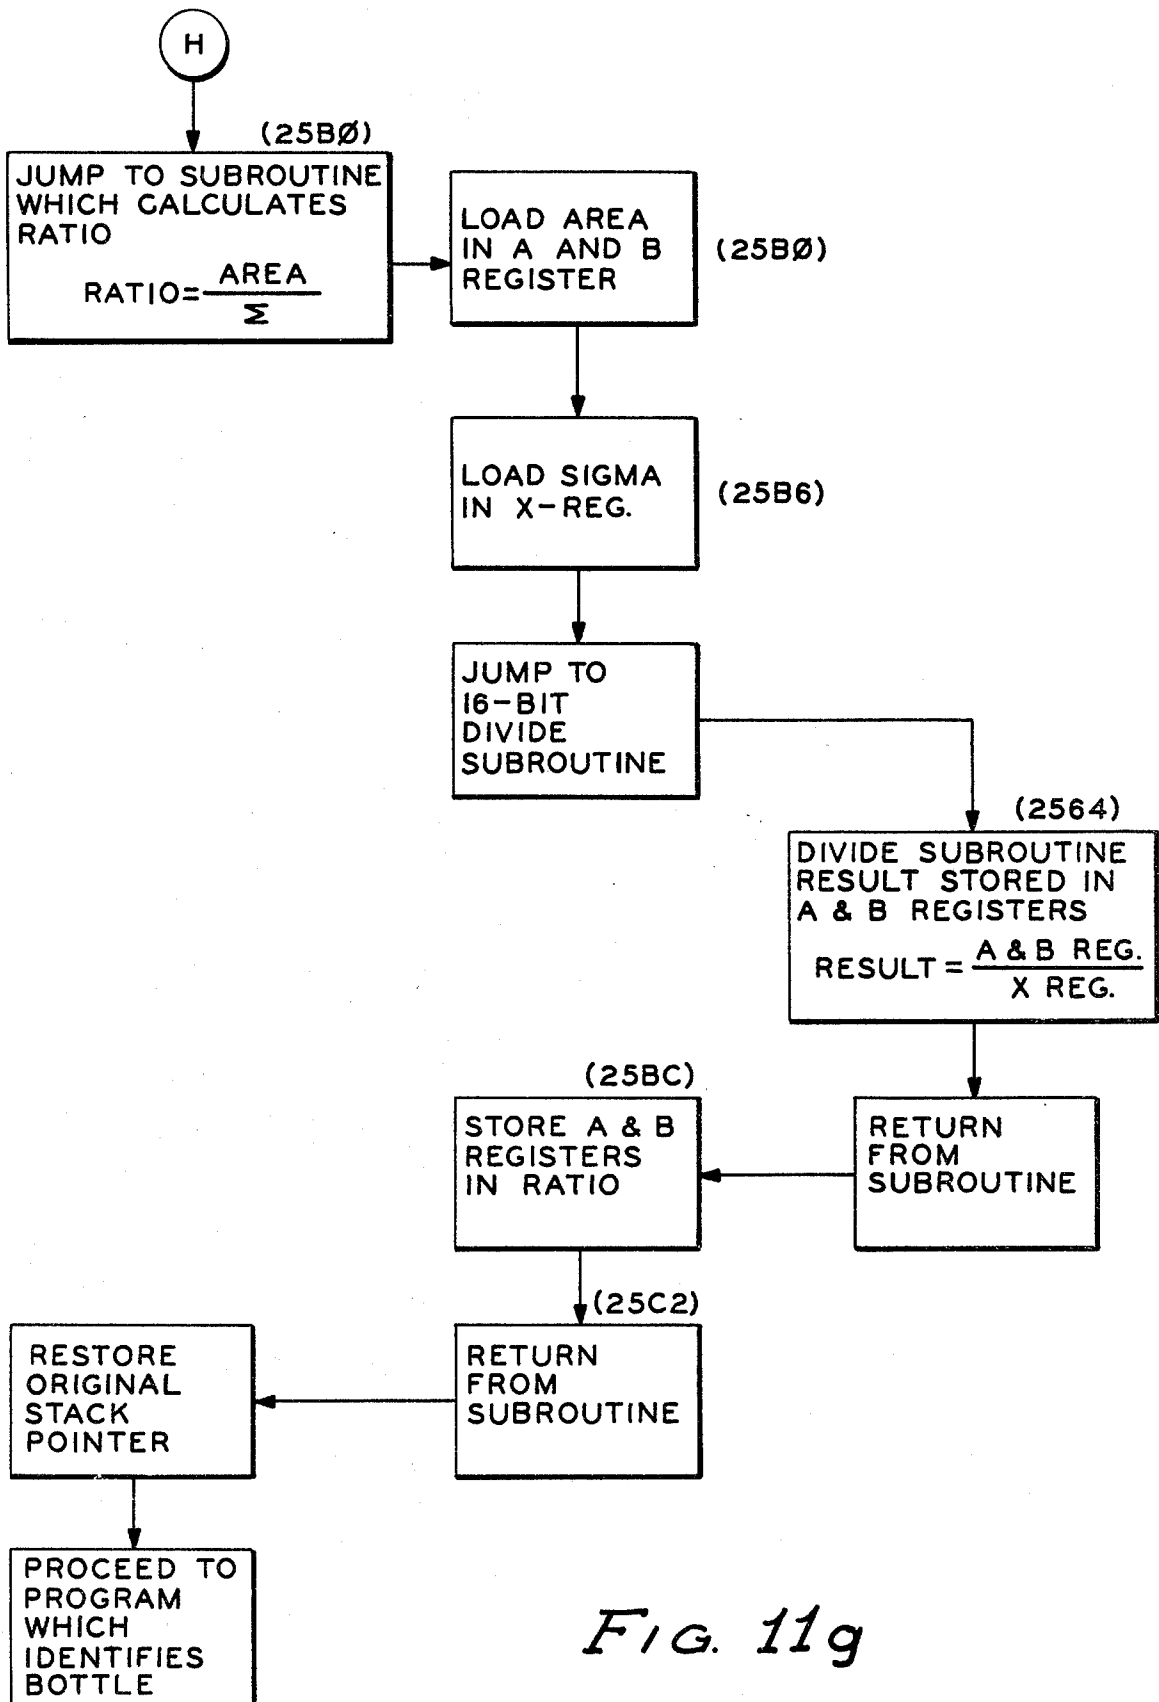 H
(25BØ)
JUMP TO SUBROUTINE
WHICH CALCULATES
RATIO
RATIO= AREA
Σ
LOAD AREA
IN A AND B
REGISTER
(25BØ)
LOAD SIGMA
IN X-REG.
(25B6)
JUMP TO
16-BIT
DIVIDE
SUBROUTINE
(2564)
DIVIDE SUBROUTINE
RESULT STORED IN
A & B REGISTERS
RESULT = A & B REG.
X REG.
RETURN
FROM
SUBROUTINE
(25BC)
STORE A & B
REGISTERS
IN RATIO
(25C2)
RETURN
FROM
SUBROUTINE
RESTORE
ORIGINAL
STACK
POINTER
PROCEED TO
PROGRAM
WHICH
IDENTIFIES
BOTTLE
FIG. 11g